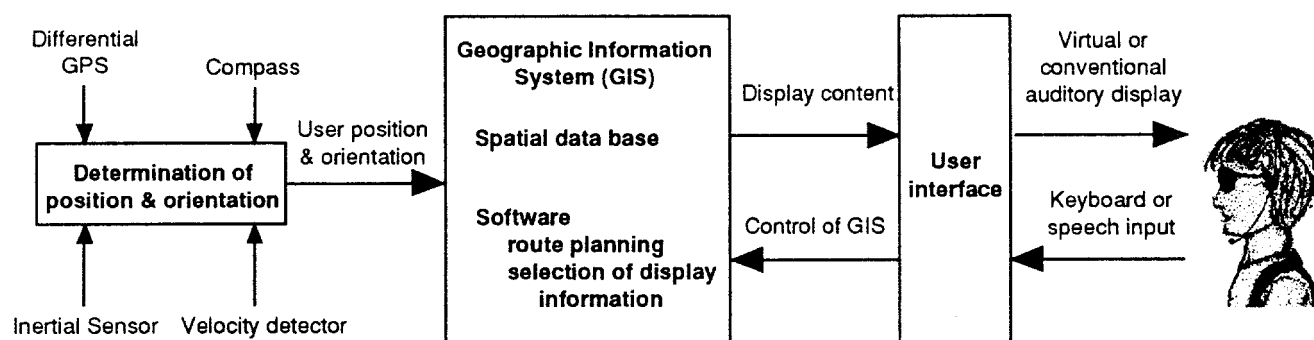 Differential
GPS
Compass
Determination of
position & orientation
Inertial Sensor
Velocity detector
User position
& orientation
Geographic Information
System (GIS)
Spatial data base
Software
route planning
selection of display
information
Display content
Control of GIS
User
interface
Virtual or
conventional
auditory display
Keyboard or
speech input